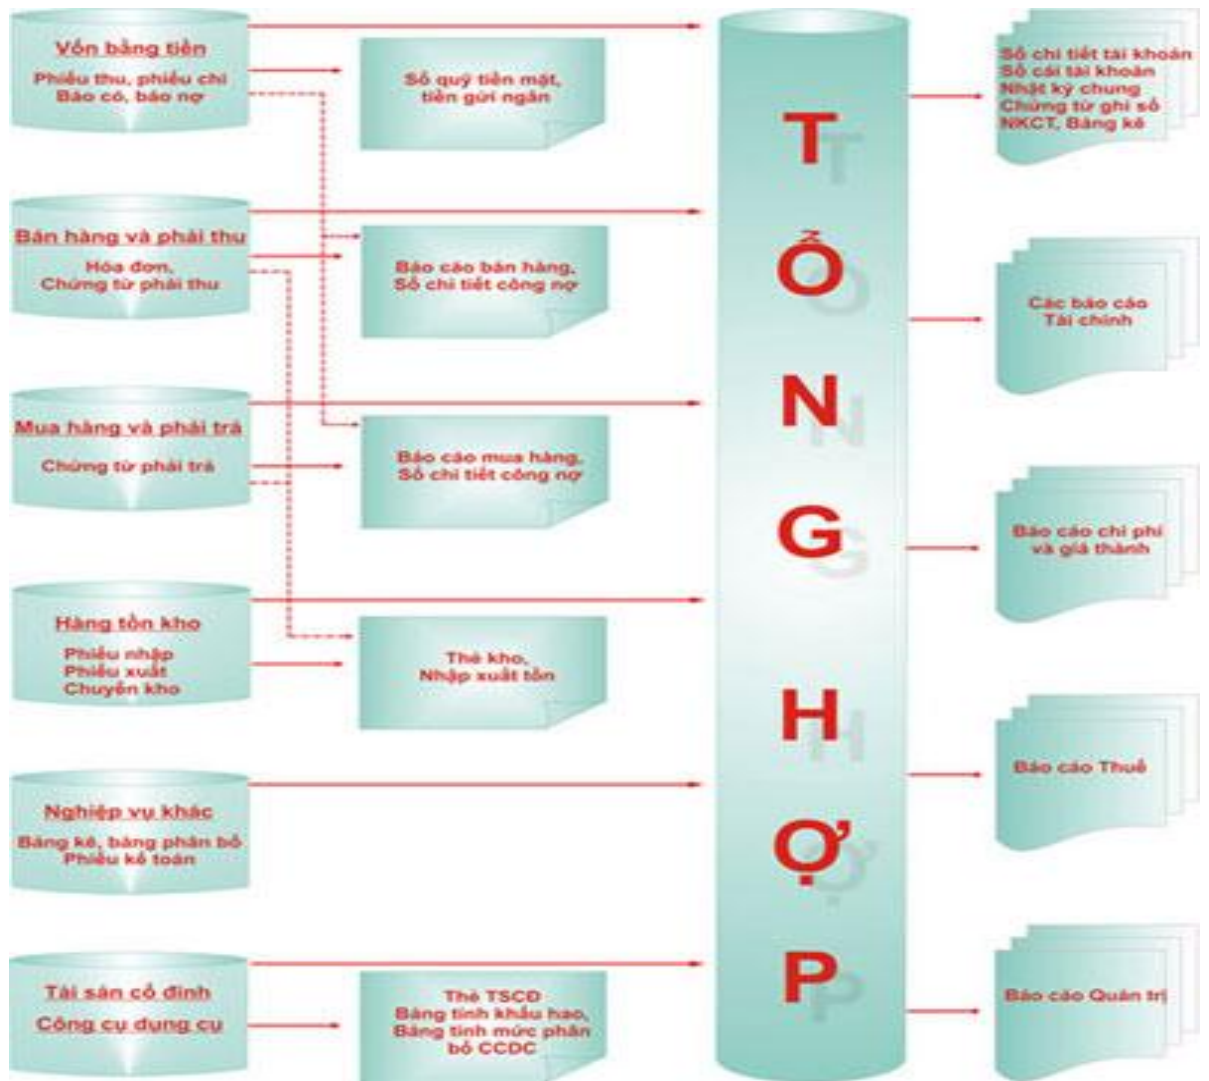 Vốn bằng tiền
Phiếu thu, phiếu chi
Báo có, báo nợ
Sổ quỹ tiền mặt,
tiền gửi ngân
Bán hàng và phải thu
Hóa đơn,
Chứng từ phải thu
Báo cáo bán hàng,
Sổ chi tiết công nợ
Mua hàng và phải trả
Chứng từ phải trả
Báo cáo mua hàng,
Sổ chi tiết công nợ
Hàng tồn kho
Phiếu nhập
Phiếu xuất
Chuyển kho
Thẻ kho,
Nhập xuất tồn
Nghiệp vụ khác
Bảng kê, bảng phân bổ
Phiếu kế toán
Tài sản cố định
Công cụ dụng cụ
Thẻ TSCĐ
Bảng tính khấu hao,
Bảng tính mức phân
bổ CCDC
T
Ổ
N
G
H
Ợ
P
Sổ chi tiết tài khoản
Sổ cái tài khoản
Nhật ký chung
Chứng từ ghi sổ
NKCT, Bảng kê
Các báo cáo
Tài chính
Báo cáo chi phí
và giá thành
Báo cáo Thuế
Báo cáo Quản trị